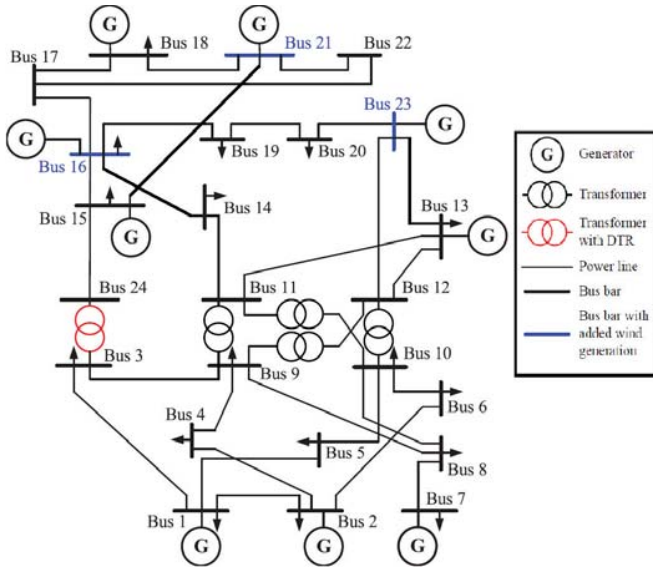 G
G
Bus 18
Bus 21
Bus 22
Bus 17
Bus 23
G
G
Bus 16
Bus 19
Bus 20
Bus 13
Bus 15
G
Bus 14
G
Bus 24
Bus 11
Bus 12
Bus 3
Bus 9
Bus 10
Bus 4
Bus 5
Bus 6
Bus 8
Bus 1
Bus 2
Bus 7
G
G
G
G
Generator
Transformer
Transformer
with DTR
Power line
Bus bar
Bus bar with
added wind
generation